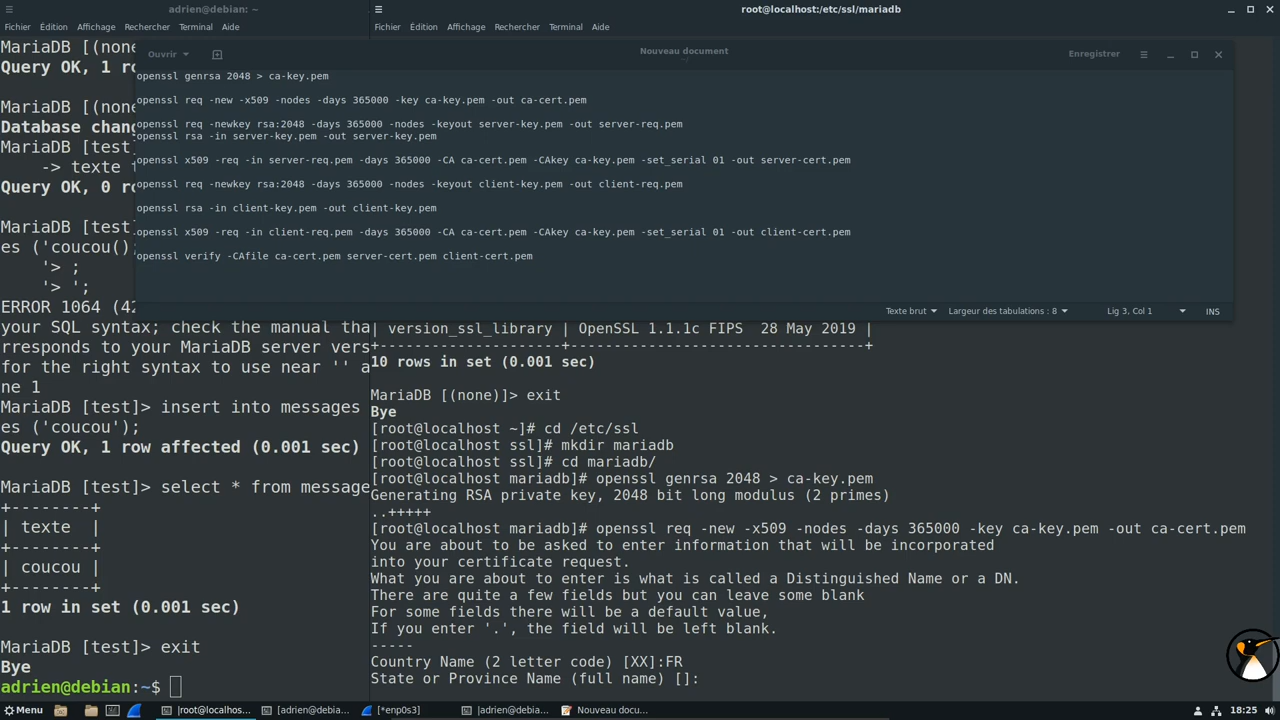 adrien@debian: ~
Fichier Édition Affichage Rechercher Terminal Aide
MariaDB [(none
Query OK, 1 ro
MariaDB [(none
Database chan
MariaDB [test]
-> texte
Query OK, 0 ro
MariaDB [test]
es ('coucou();
'> ;
'> ';
ERROR 1064 (42
your SQL syntax; check the manual tha
rresponds to your MariaDB server vers
for the right syntax to use near '' a
ne 1
MariaDB [test]> insert into messages
es ('coucou');
Query OK, 1 row affected (0.001 sec)
MariaDB [test]> select * from message
+--------+
| texte |
+--------+
| coucou |
+--------+
1 row in set (0.001 sec)
MariaDB [test]> exit
Bye
adrien@debian:~$
root@localhost:/etc/ssl/mariadb
Fichier Édition Affichage Rechercher Terminal Aide
Ouvrir
Nouveau document
Enregistrer
openssl genrsa 2048 > ca-key.pem
openssl req -new -x509 -nodes -days 365000 -key ca-key.pem -out ca-cert.pem
openssl req -newkey rsa:2048 -days 365000 -nodes -keyout server-key.pem -out server-req.pem
openssl rsa -in server-key.pem -out server-key.pem
openssl x509 -req -in server-req.pem -days 365000 -CA ca-cert.pem -CAkey ca-key.pem -set_serial 01 -out server-cert.pem
openssl req -newkey rsa:2048 -days 365000 -nodes -keyout client-key.pem -out client-req.pem
openssl rsa -in client-key.pem -out client-key.pem
openssl x509 -req -in client-req.pem -days 365000 -CA ca-cert.pem -CAkey ca-key.pem -set_serial 01 -out client-cert.pem
openssl verify -CAfile ca-cert.pem server-cert.pem client-cert.pem
Texte brut Largeur des tabulations : 8 Lig 3, Col 1 INS
| version_ssl_library | OpenSSL 1.1.1c FIPS 28 May 2019 |
+---------------------+---------------------------------+
10 rows in set (0.001 sec)
MariaDB [(none)]> exit
Bye
[root@localhost ~]# cd /etc/ssl
[root@localhost ssl]# mkdir mariadb
[root@localhost ssl]# cd mariadb/
[root@localhost mariadb]# openssl genrsa 2048 > ca-key.pem
Generating RSA private key, 2048 bit long modulus (2 primes)
..+++++
[root@localhost mariadb]# openssl req -new -x509 -nodes -days 365000 -key ca-key.pem -out ca-cert.pem
You are about to be asked to enter information that will be incorporated
into your certificate request.
What you are about to enter is what is called a Distinguished Name or a DN.
There are quite a few fields but you can leave some blank
For some fields there will be a default value,
If you enter '.', the field will be left blank.
-----
Country Name (2 letter code) [XX]:FR
State or Province Name (full name) []:
Menu |root@localhos... [adrien@debia... [*enp0s3] |adrien@debia... Nouveau docu... 18:25